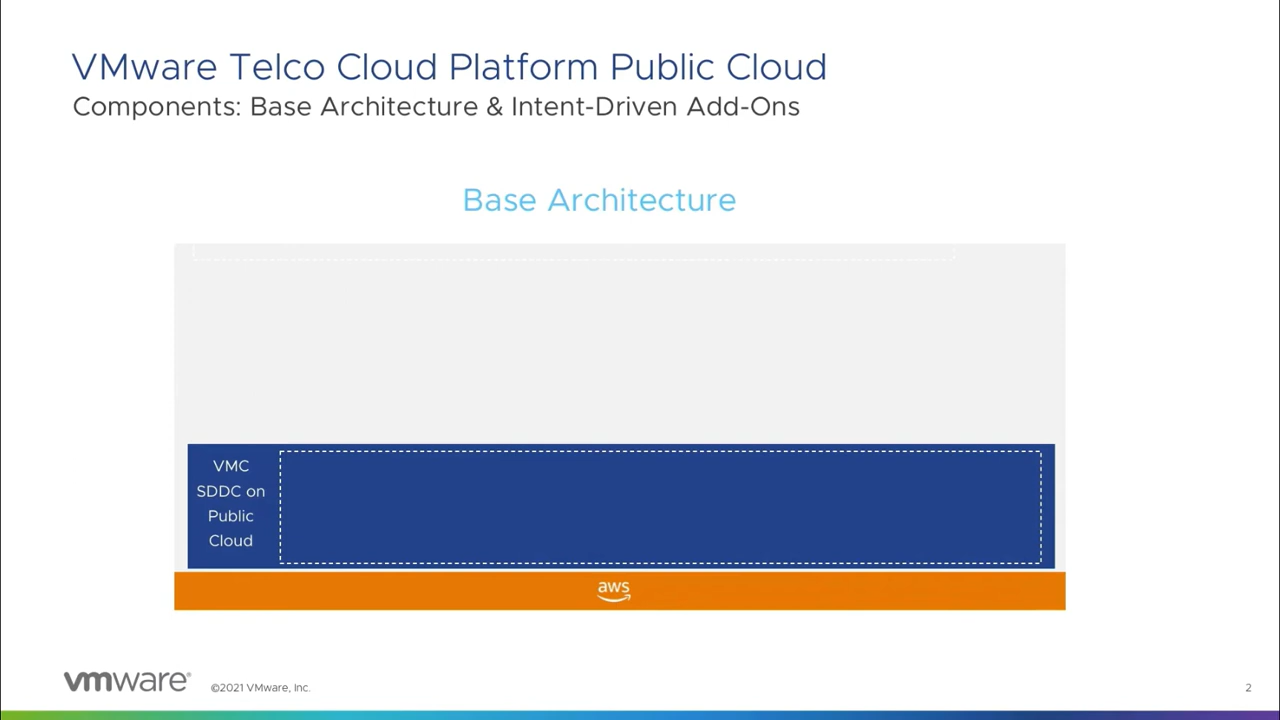 VMware Telco Cloud Platform Public Cloud
Components: Base Architecture & Intent-Driven Add-Ons
Base Architecture
VMC
SDDC on
Public
Cloud
aws
vmware®
©2021 VMware, Inc.
2